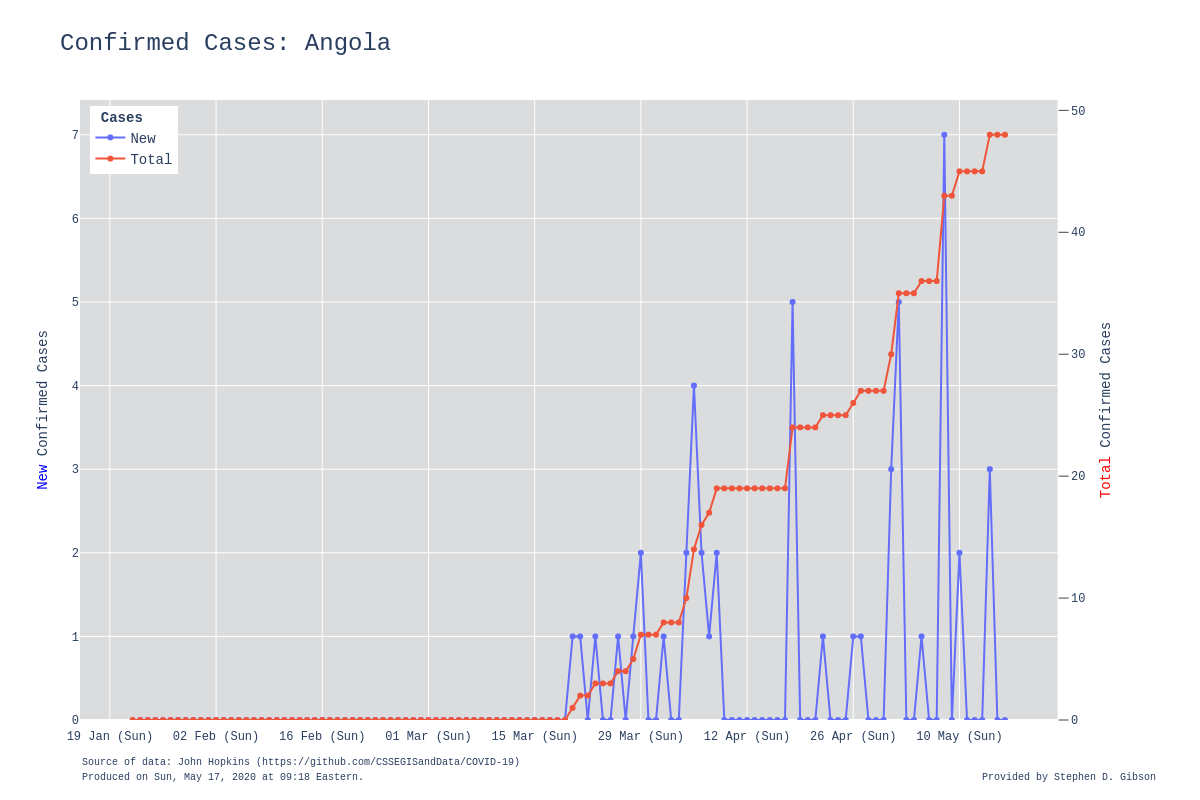 Confirmed Cases: Angola
Cases
New
Total
7
6
5
4
3
2
1
0
50
40
30
20
10
0
New Confirmed Cases
Total Confirmed Cases
19 Jan (Sun) 02 Feb (Sun) 16 Feb (Sun) 01 Mar (Sun) 15 Mar (Sun) 29 Mar (Sun) 12 Apr (Sun) 26 Apr (Sun) 10 May (Sun)
Source of data: John Hopkins (https://github.com/CSSEGISandData/COVID-19)
Produced on Sun, May 17, 2020 at 09:18 Eastern.
Provided by Stephen D. Gibson